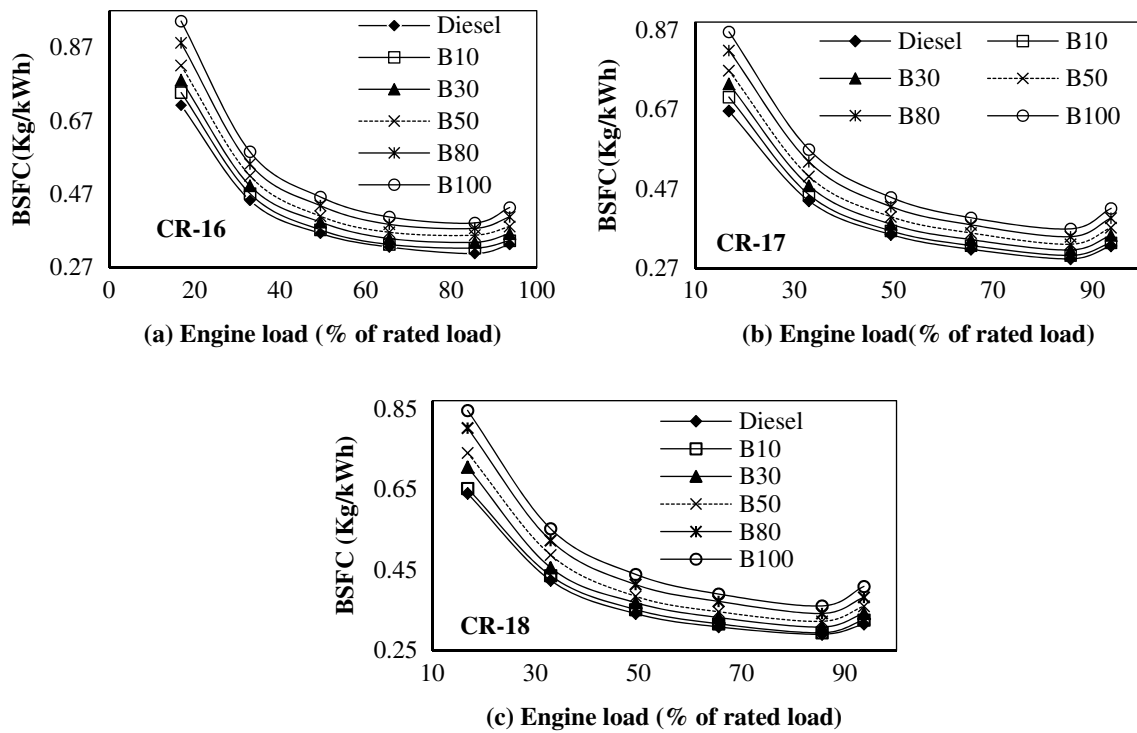 BSFC(Kg/kWh)
0.87
0.67
0.47
0.27
0 20 40 60 80 100
Diesel
B10
B30
B50
B80
B100
CR-16
(a) Engine load (% of rated load)
BSFC(Kg/kWh)
0.87
0.67
0.47
0.27
10 30 50 70 90
Diesel B10
B30 B50
B80 B100
CR-17
(b) Engine load(% of rated load)
BSFC (Kg/kWh)
0.85
0.65
0.45
0.25
10 30 50 70 90
Diesel
B10
B30
B50
B80
B100
CR-18
(c) Engine load (% of rated load)